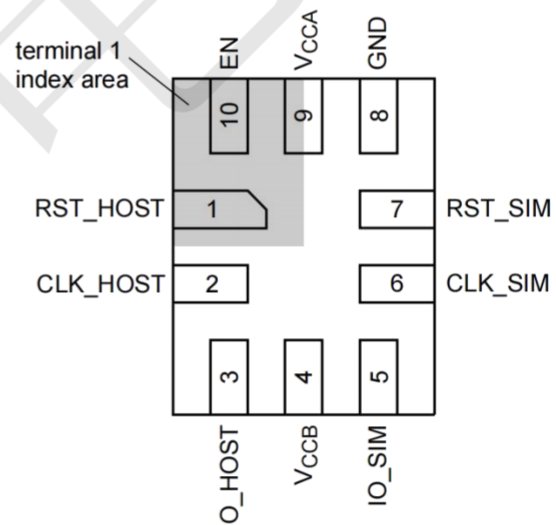 terminal 1
index area
EN
VCCA
GND
10
9
8
RST_HOST
1
7
RST_SIM
CLK_HOST
2
6
CLK_SIM
3
4
5
O_HOST
VCCB
IO_SIM